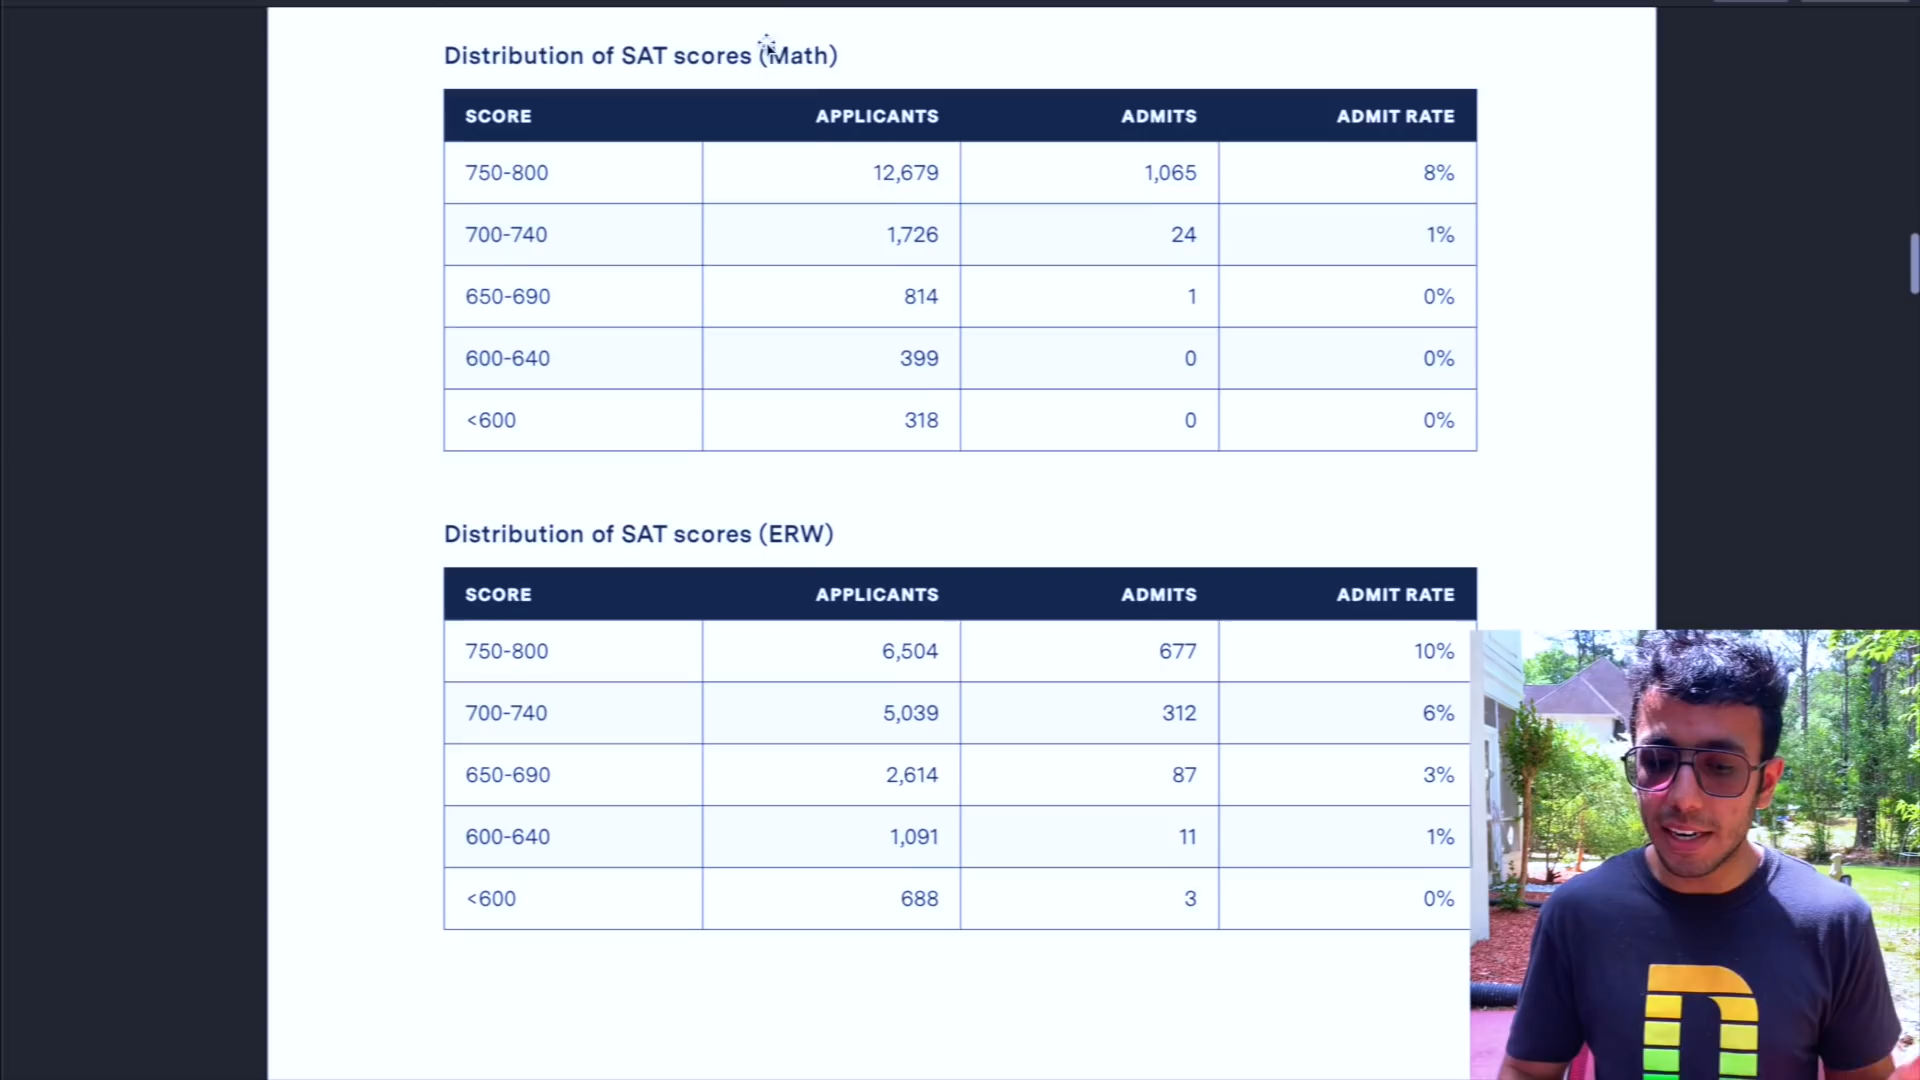 Distribution of SAT scores (Math)
SCORE APPLICANTS ADMITS ADMIT RATE
750-800 12,679 1,065 8%
700-740 1,726 24 1%
650-690 814 1 0%
600-640 399 0 0%
<600 318 0 0%
Distribution of SAT scores (ERW)
SCORE APPLICANTS ADMITS ADMIT RATE
750-800 6,504 677 10%
700-740 5,039 312 6%
650-690 2,614 87 3%
600-640 1,091 11 1%
<600 688 3 0%